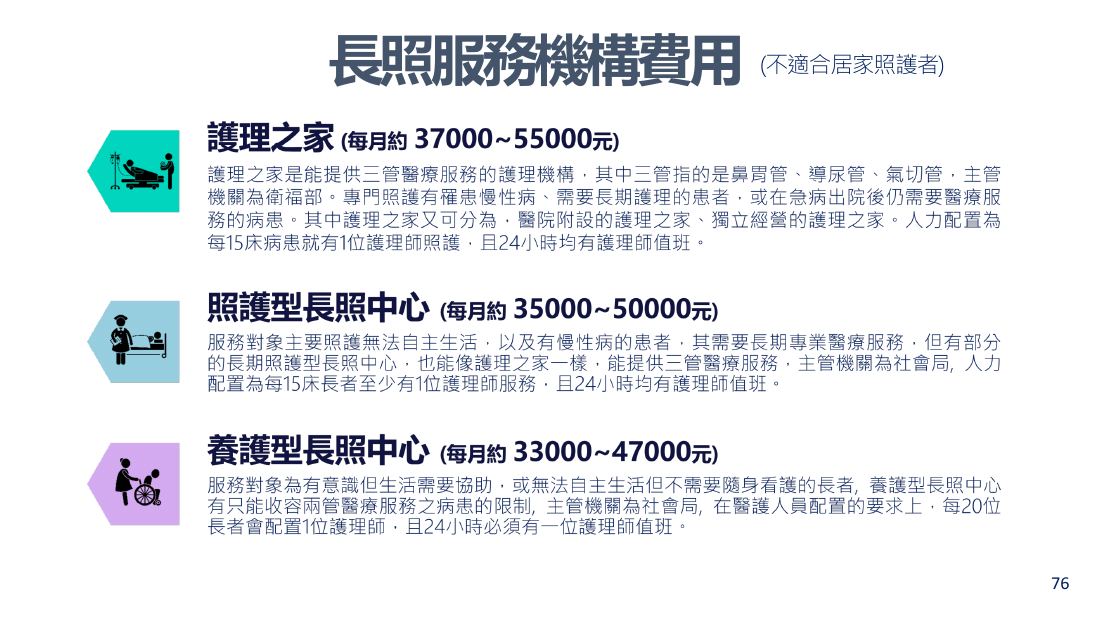 長照服務機構費用 (不適合居家照護者)
護理之家 (每月約 37000~55000元)
護理之家是能提供三管醫療服務的護理機構，其中三管指的是鼻胃管、導尿管、氣切管，主管
機關為衛福部。專門照護有罹患慢性病、需要長期護理的患者，或在急病出院後仍需要醫療服
務的病患。其中護理之家又可分為，醫院附設的護理之家、獨立經營的護理之家。人力配置為
每15床病患就有1位護理師照護，且24小時均有護理師值班。
照護型長照中心 (每月約 35000~50000元)
服務對象主要照護無法自主生活，以及有慢性病的患者，其需要長期專業醫療服務，但有部分
的長期照護型長照中心，也能像護理之家一樣，能提供三管醫療服務，主管機關為社會局, 人力
配置為每15床長者至少有1位護理師服務，且24小時均有護理師值班。
養護型長照中心 (每月約 33000~47000元)
服務對象為有意識但生活需要協助，或無法自主生活但不需要隨身看護的長者, 養護型長照中心
有只能收容兩管醫療服務之病患的限制, 主管機關為社會局, 在醫護人員配置的要求上，每20位
長者會配置1位護理師，且24小時必須有一位護理師值班。
76